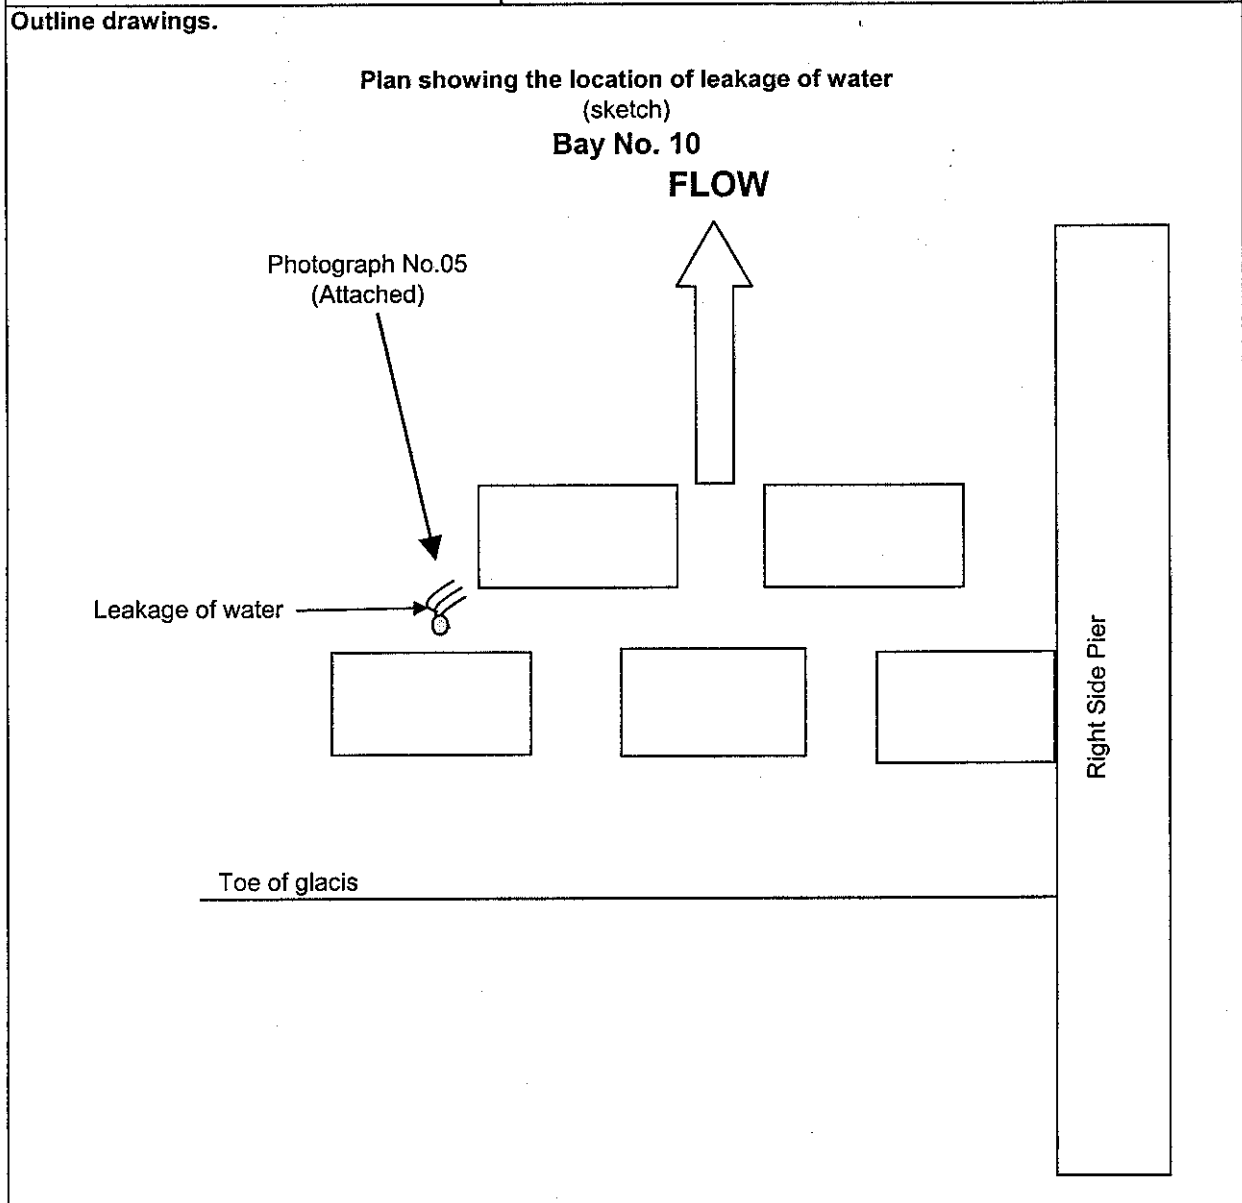 Outline drawings.
Plan showing the location of leakage of water
(sketch)
Bay No. 10
FLOW
Photograph No.05
(Attached)
Leakage of water
Right Side Pier
Toe of glacis